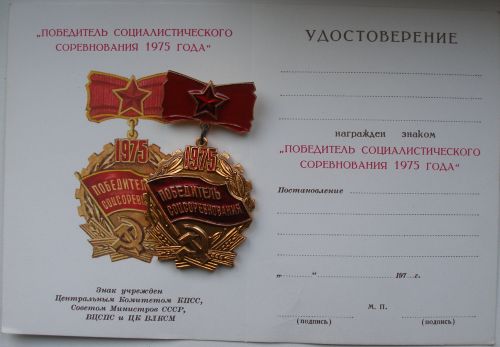 „ПОБЕДИТЕЛЬ СОЦИАЛИСТИЧЕСКОГО
СОРЕВНОВАНИЯ 1975 ГОДА“
1975
ПОБЕДИТЕЛЬ
СОЦСОРЕВН
1975
ПОБЕДИТЕЛЬ
СОЦСОРЕВНОВАНИЯ
Знак учрежден
Центральным Комитетом КПСС,
Советом Министров СССР,
ВЦСПС и ЦК ВЛКСМ
УДОСТОВЕРЕНИЕ
награжден знаком
„ПОБЕДИТЕЛЬ СОЦИАЛИСТИЧЕСКОГО
СОРЕВНОВАНИЯ 1975 ГОДА“
Постановление
„ “ 197 г.
М. П.
(подпись) (подпись)